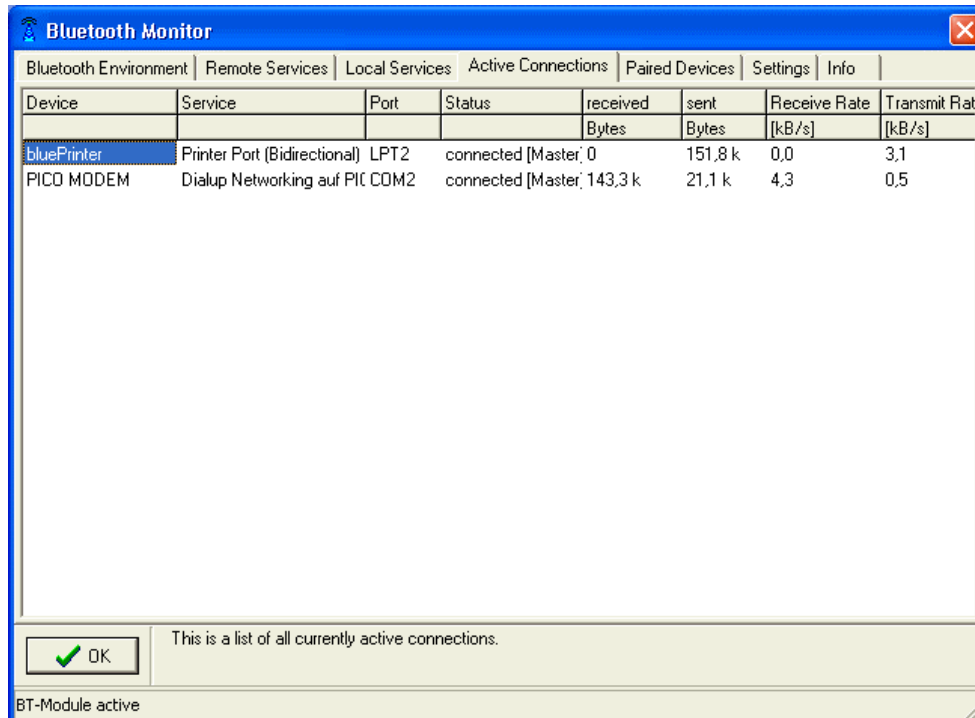 Bluetooth Monitor
Bluetooth Environment Remote Services Local Services Active Connections Paired Devices Settings Info
Device Service Port Status received sent Receive Rate Transmit Rat
Bytes Bytes [kB/s] [kB/s]
bluePrinter Printer Port (Bidirectional) LPT2 connected [Master] 0 151,8 k 0,0 3,1
PICO MODEM Dialup Networking auf PI( COM2 connected [Master] 143,3 k 21,1 k 4,3 0,5
OK This is a list of all currently active connections.
BT-Module active